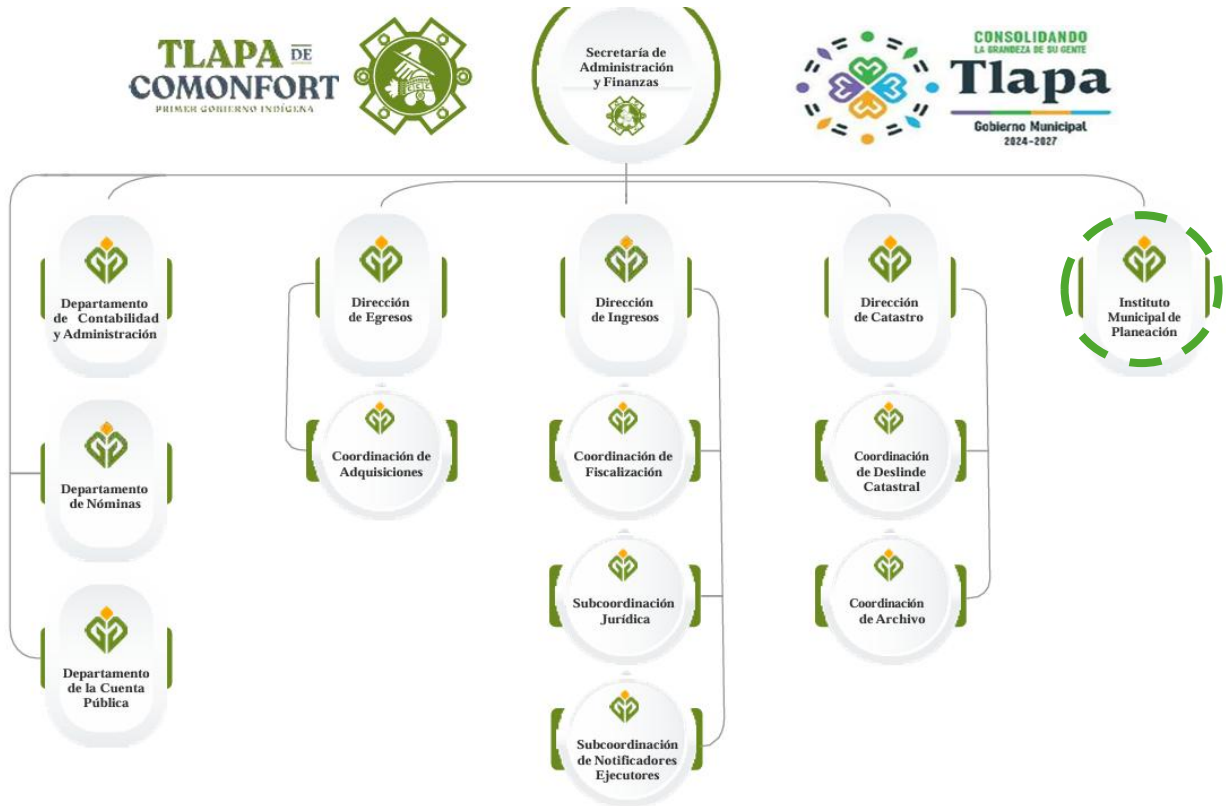 TLAPA DE
COMONFORT
PRIMER GOBIERNO INDÍGENA
Secretaría de
Administración
y Finanzas
CONSOLIDANDO
LA GRANDEZA DE SU GENTE
Tlapa
Gobierno Municipal
2024-2027
Departamento
de Contabilidad
y Administración
Dirección
de Egresos
Dirección
de Ingresos
Dirección
de Catastro
Instituto
Municipal de
Planeación
Departamento
de Nóminas
Coordinación de
Adquisiciones
Coordinación de
Fiscalización
Coordinación
de Deslinde
Catastral
Subcoordinación
Jurídica
Coordinación
de Archivo
Departamento
de la Cuenta
Pública
Subcoordinación
de Notificadores
Ejecutores